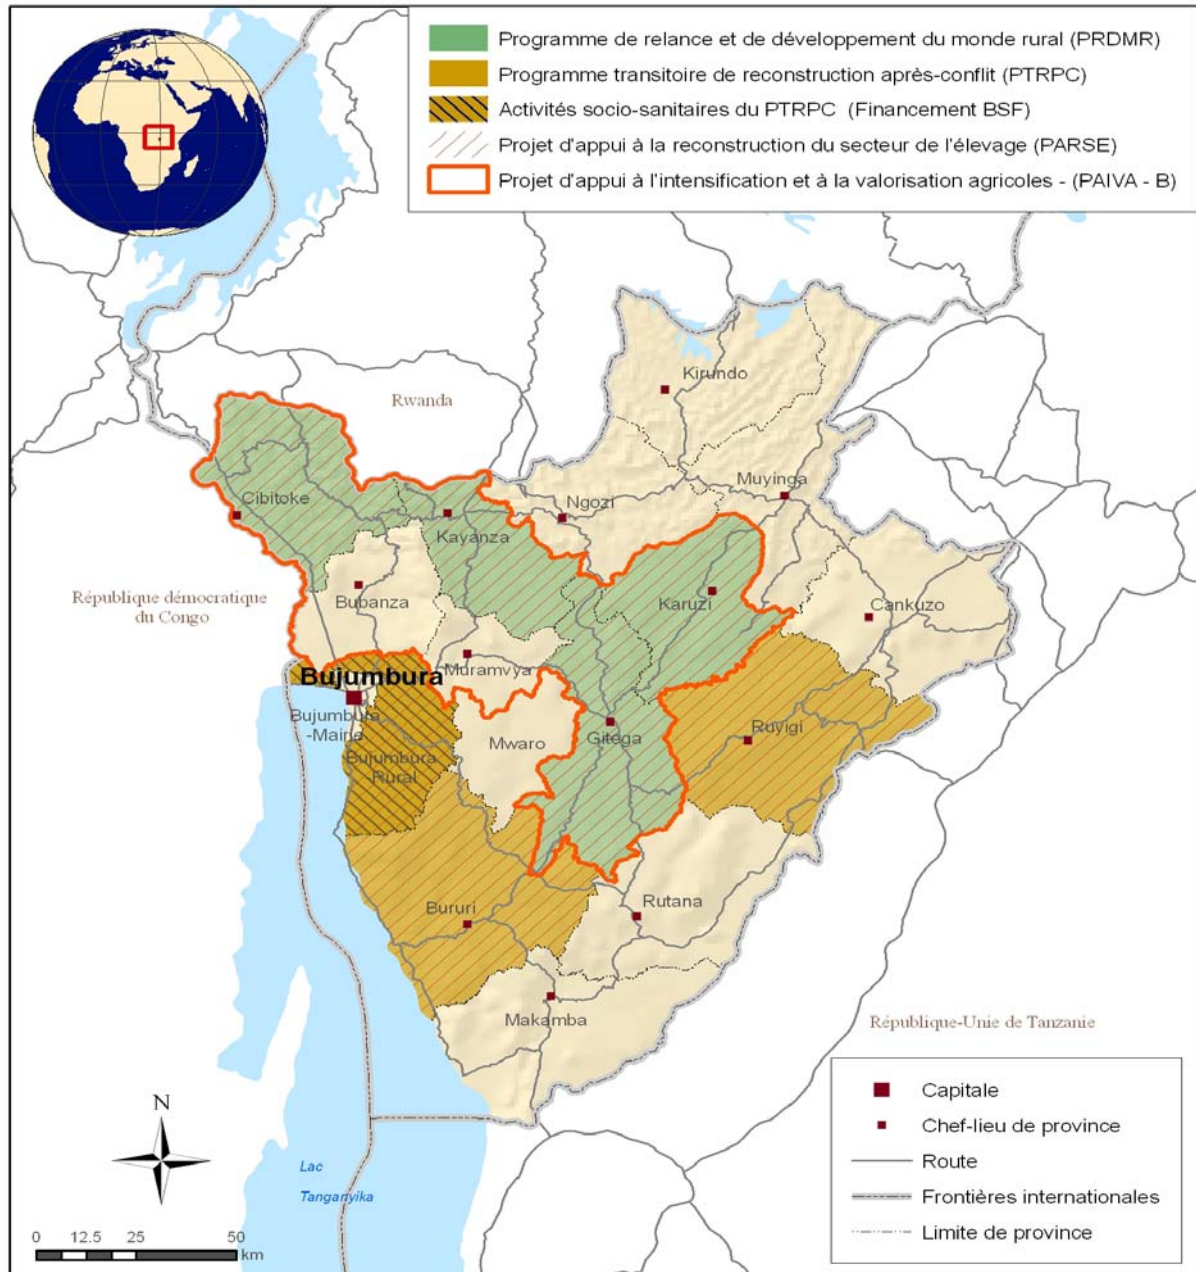 Programme de relance et de développement du monde rural (PRDMR)
Programme transitoire de reconstruction après-conflit (PTRPC)
Activités socio-sanitaires du PTRPC (Financement BSF)
Projet d'appui à la reconstruction du secteur de l'élevage (PARSE)
Projet d'appui à l'intensification et à la valorisation agricoles - (PAIVA - B)
Kirundo
Rwanda
Muyinga
Cibitoke
Ngozi
Kayanza
République démocratique
du Congo
Bubanza
Karuzi
Cankuzo
Muramvya
Bujumbura
Bujumbura
-Mairie
Mwaro
Gitega
Ruyigi
Bujumbura
-Rural
Bururi
Rutana
Makamba
République-Unie de Tanzanie
N
Lac
Tanganyika
0 12.5 25 50
km
Capitale
Chef-lieu de province
Route
Frontières internationales
Limite de province